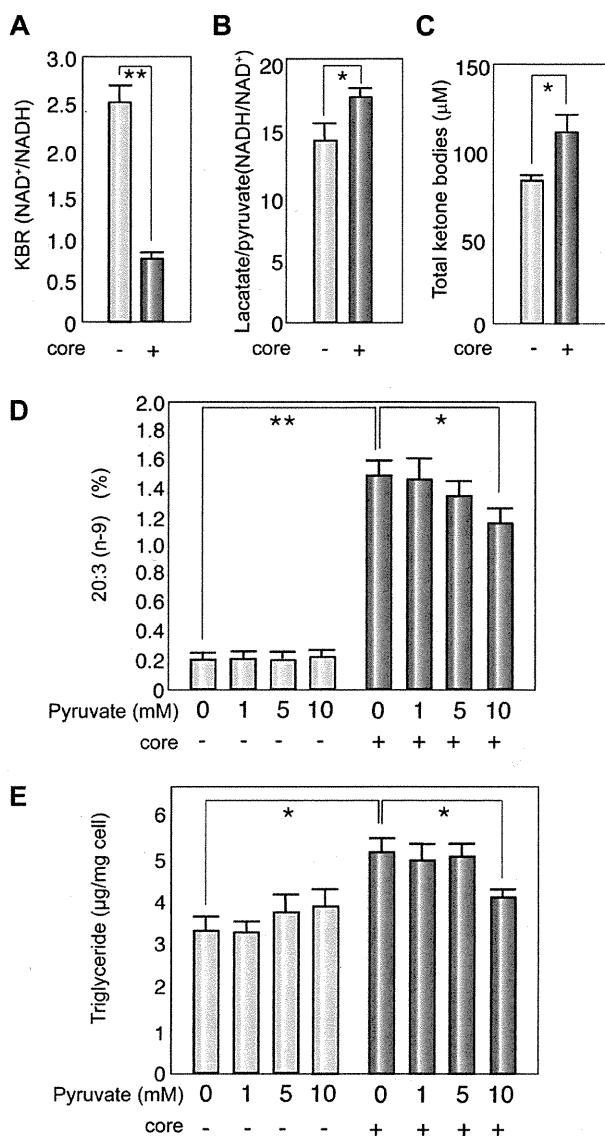 A
KBR (NAD⁺/NADH)
3.0
2.5
2.0
1.5
1.0
0.5
0
**
core - +
B
Lacatate/pyruvate(NADH/NAD⁺)
20
15
10
5
0
*
core - +
C
Total ketone bodies (μM)
150
100
50
0
*
core - +
D
20:3 (n-9) (%)
2.0
1.8
1.6
1.4
1.2
1.0
0.8
0.6
0.4
0.2
0
** *
Pyruvate (mM) 0 1 5 10 0 1 5 10
core - - - - + + + +
E
Triglyceride (μg/mg cell)
6
5
4
3
2
1
0
* *
Pyruvate (mM) 0 1 5 10 0 1 5 10
core - - - - + + + +